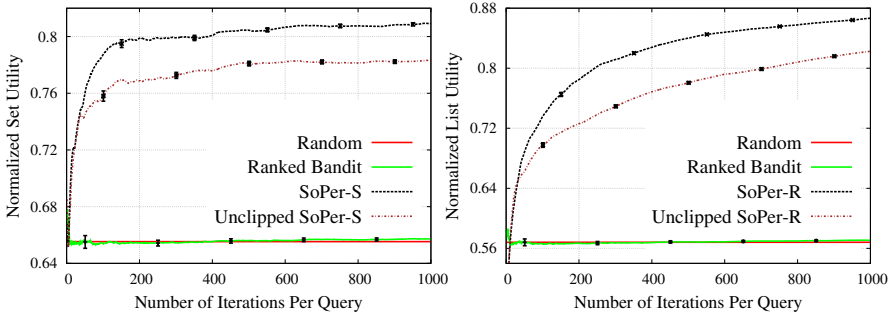 Normalized Set Utility
0.8
0.76
0.72
0.68
0.64
Random
Ranked Bandit
SoPer-S
Unclipped SoPer-S
0 200 400 600 800 1000
Number of Iterations Per Query
Normalized List Utility
0.88
0.8
0.72
0.64
0.56
Random
Ranked Bandit
SoPer-R
Unclipped SoPer-R
0 200 400 600 800 1000
Number of Iterations Per Query